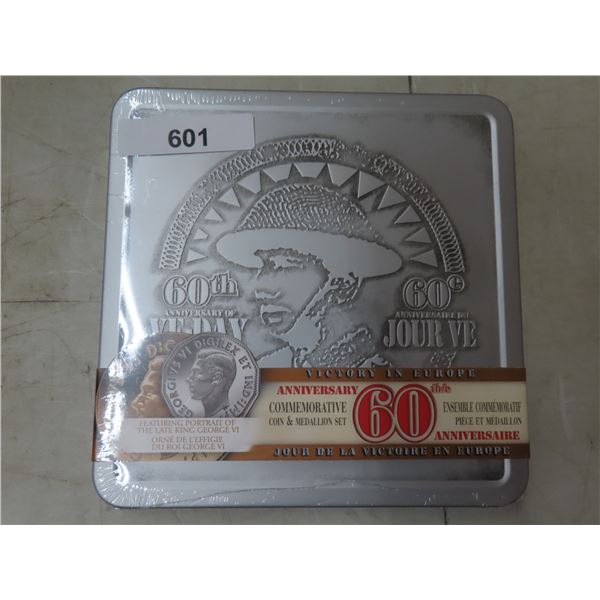 601
60th
ANNIVERSARY OF
VE-DAY
60e
ANNIVERSAIRE DU
JOUR VE
VICTORY IN EUROPE
ANNIVERSARY
COMMEMORATIVE
COIN & MEDALLION SET
60th/e
ENSEMBLE COMMÉMORATIF
PIÈCE ET MÉDAILLON
ANNIVERSAIRE
JOUR DE LA VICTOIRE EN EUROPE
GEORGIVS VI D:G:REX ET IND:IMP
FEATURING PORTRAIT OF
THE LATE KING GEORGE VI
ORNÉ DE L'EFFIGIE
DU ROI GEORGE VI